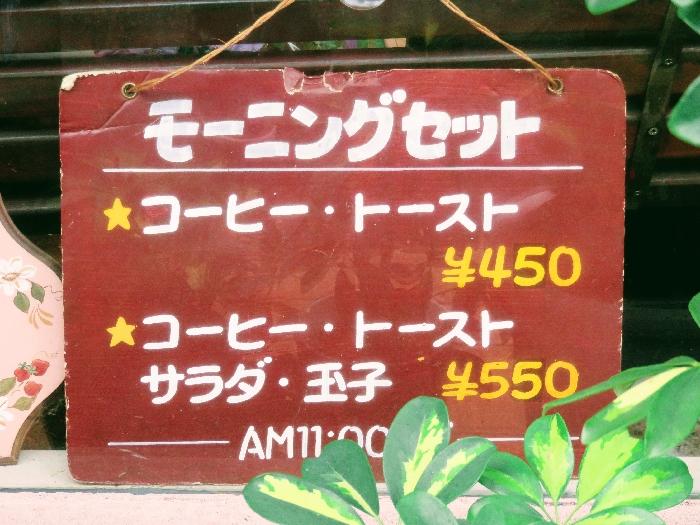 モーニングセット
★コーヒー・トースト
¥450
★コーヒー・トースト
サラダ・玉子 ¥550
AM11:00